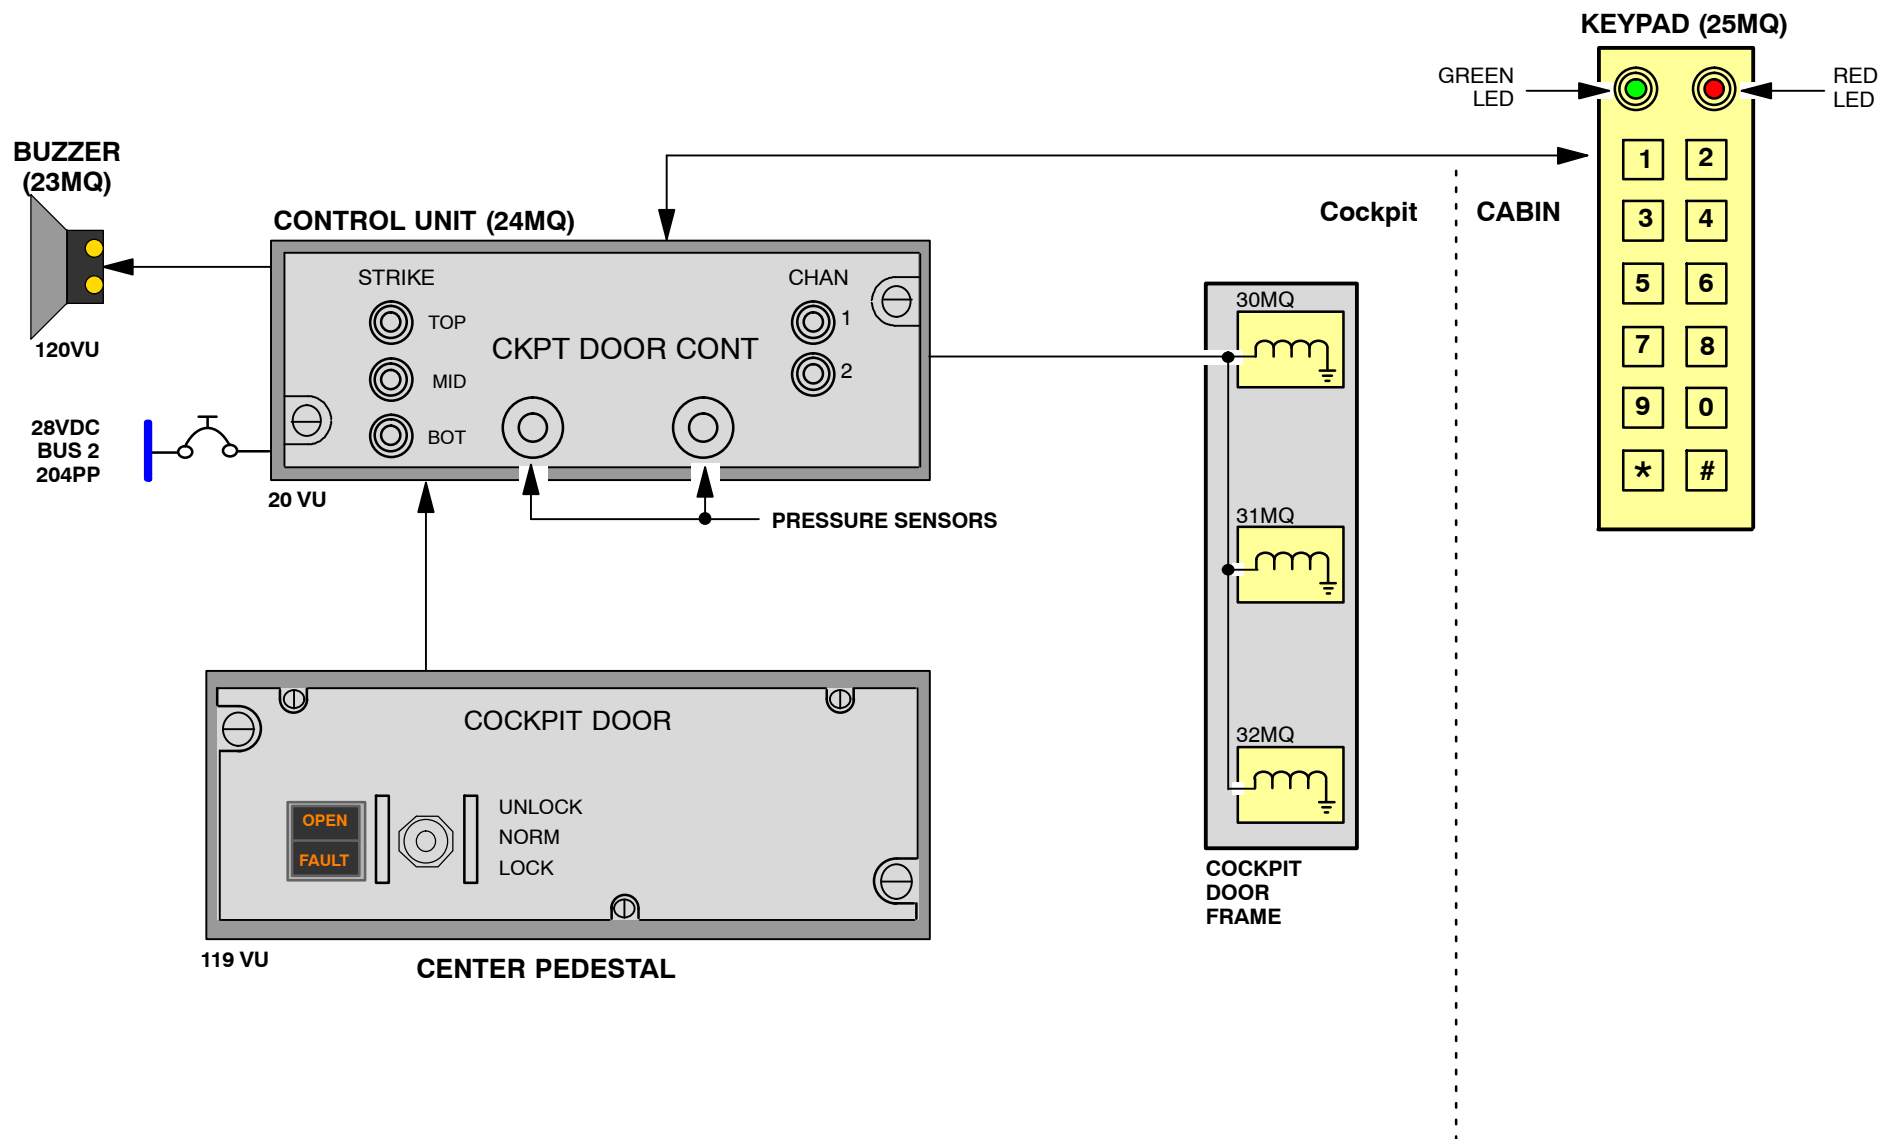 KEYPAD (25MQ)
GREEN
LED
RED
LED
1 2
3 4
5 6
7 8
9 0
* #
BUZZER
(23MQ)
120VU
28VDC
BUS 2
204PP
CONTROL UNIT (24MQ)
STRIKE
TOP
MID
BOT
CKPT DOOR CONT
CHAN
1
2
20 VU
PRESSURE SENSORS
Cockpit
CABIN
30MQ
31MQ
32MQ
COCKPIT
DOOR
FRAME
COCKPIT DOOR
OPEN
FAULT
UNLOCK
NORM
LOCK
119 VU
CENTER PEDESTAL